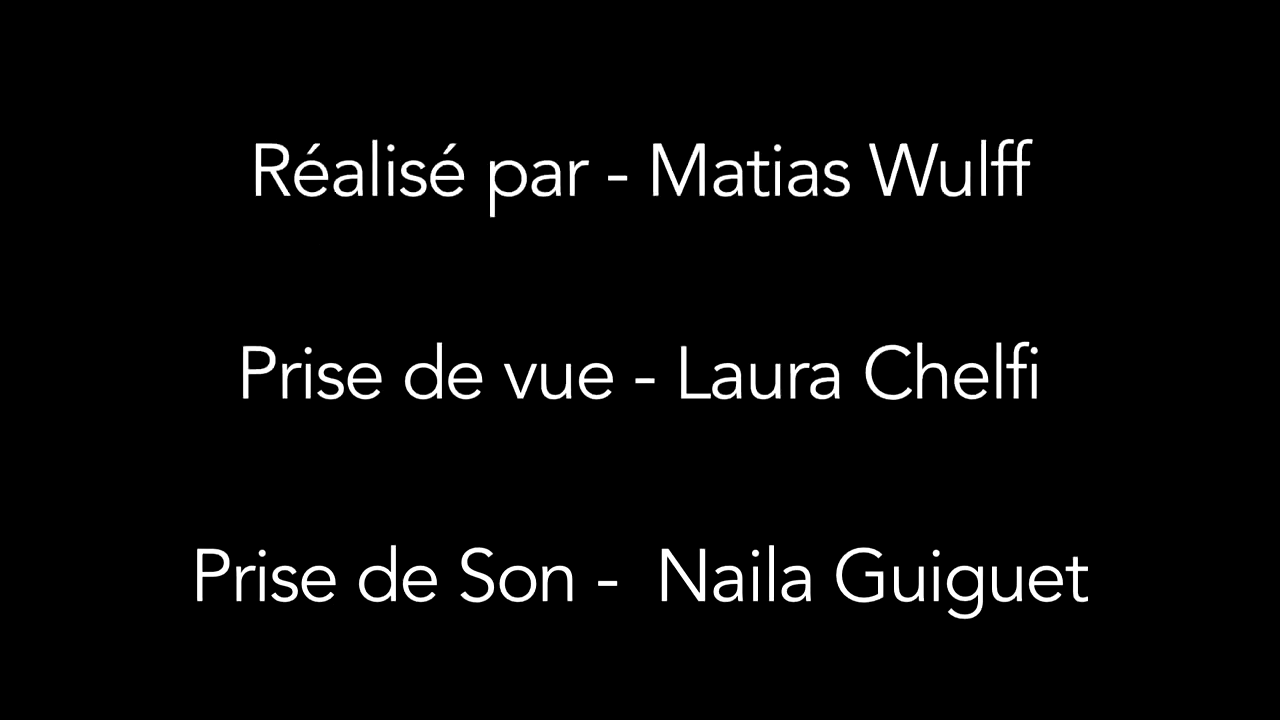 Réalisé par - Matias Wulff
Prise de vue - Laura Chelfi
Prise de Son -  Naila Guiguet